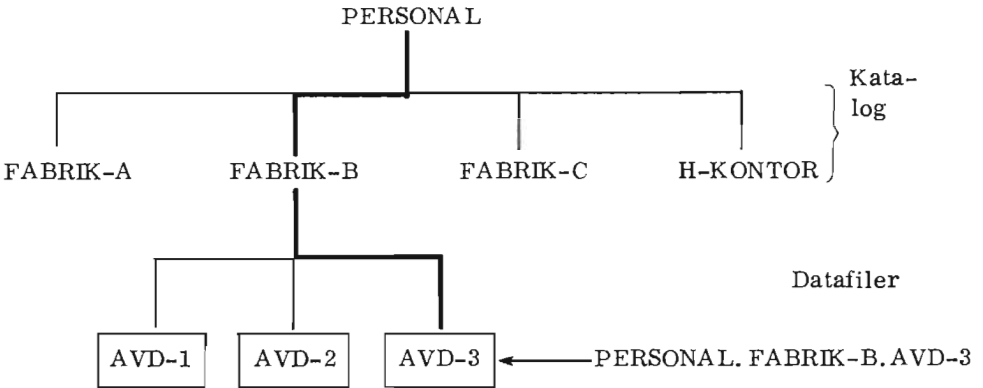 PERSONAL
Kata-
log
FABRIK-A FABRIK-B FABRIK-C H-KONTOR
Datafiler
AVD-1 AVD-2 AVD-3 PERSONAL.FABRIK-B.AVD-3